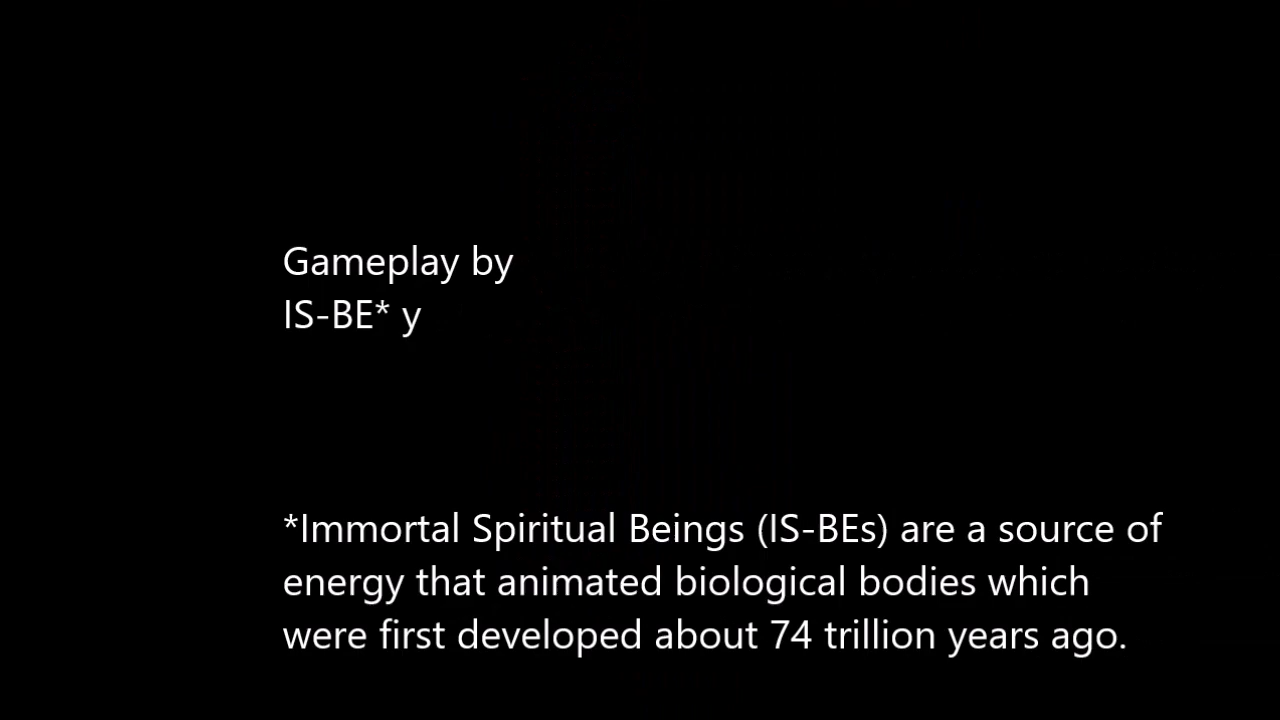 Gameplay by
IS-BE* y
*Immortal Spiritual Beings (IS-BEs) are a source of
energy that animated biological bodies which
were first developed about 74 trillion years ago.